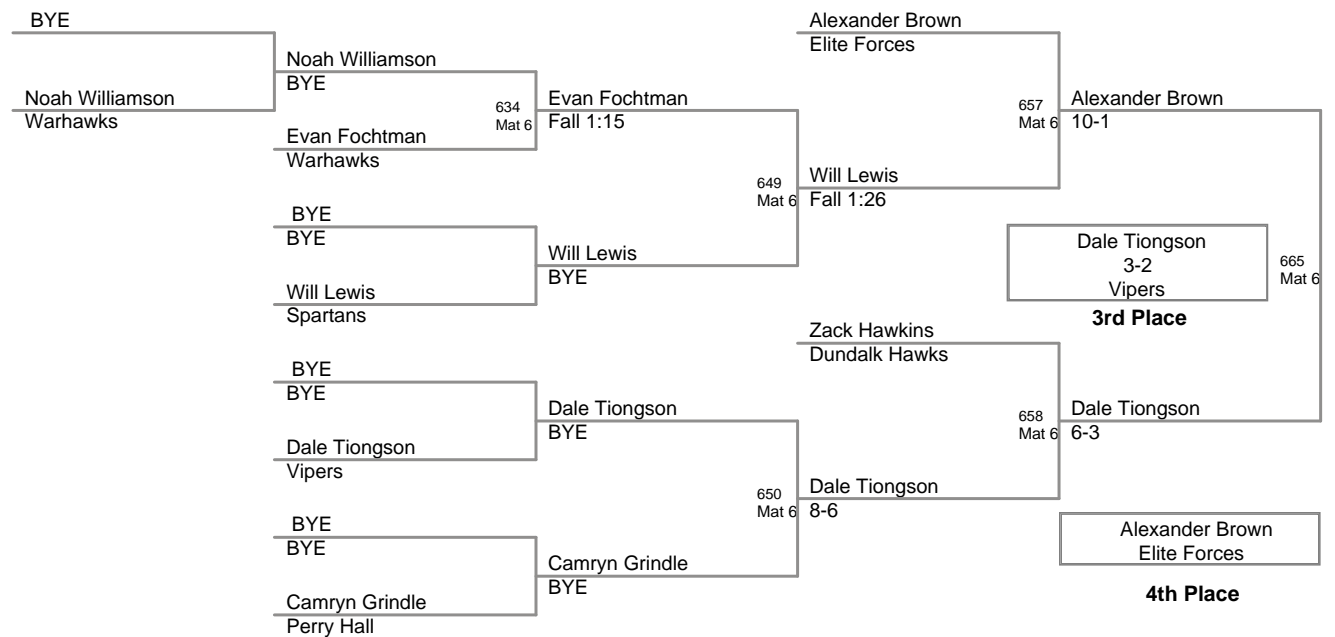 BYE
Noah Williamson
Warhawks
Noah Williamson
BYE
Evan Fochtman
Warhawks
BYE
BYE
Will Lewis
Spartans
BYE
BYE
Dale Tiongson
Vipers
BYE
BYE
Camryn Grindle
Perry Hall
634
Mat 6
Evan Fochtman
Fall 1:15
Will Lewis
BYE
Dale Tiongson
BYE
Camryn Grindle
BYE
Alexander Brown
Elite Forces
649
Mat 6
Will Lewis
Fall 1:26
Zack Hawkins
Dundalk Hawks
650
Mat 6
Dale Tiongson
8-6
657
Mat 6
Alexander Brown
10-1
658
Mat 6
Dale Tiongson
6-3
Dale Tiongson
3-2
Vipers
3rd Place
665
Mat 6
Alexander Brown
Elite Forces
4th Place